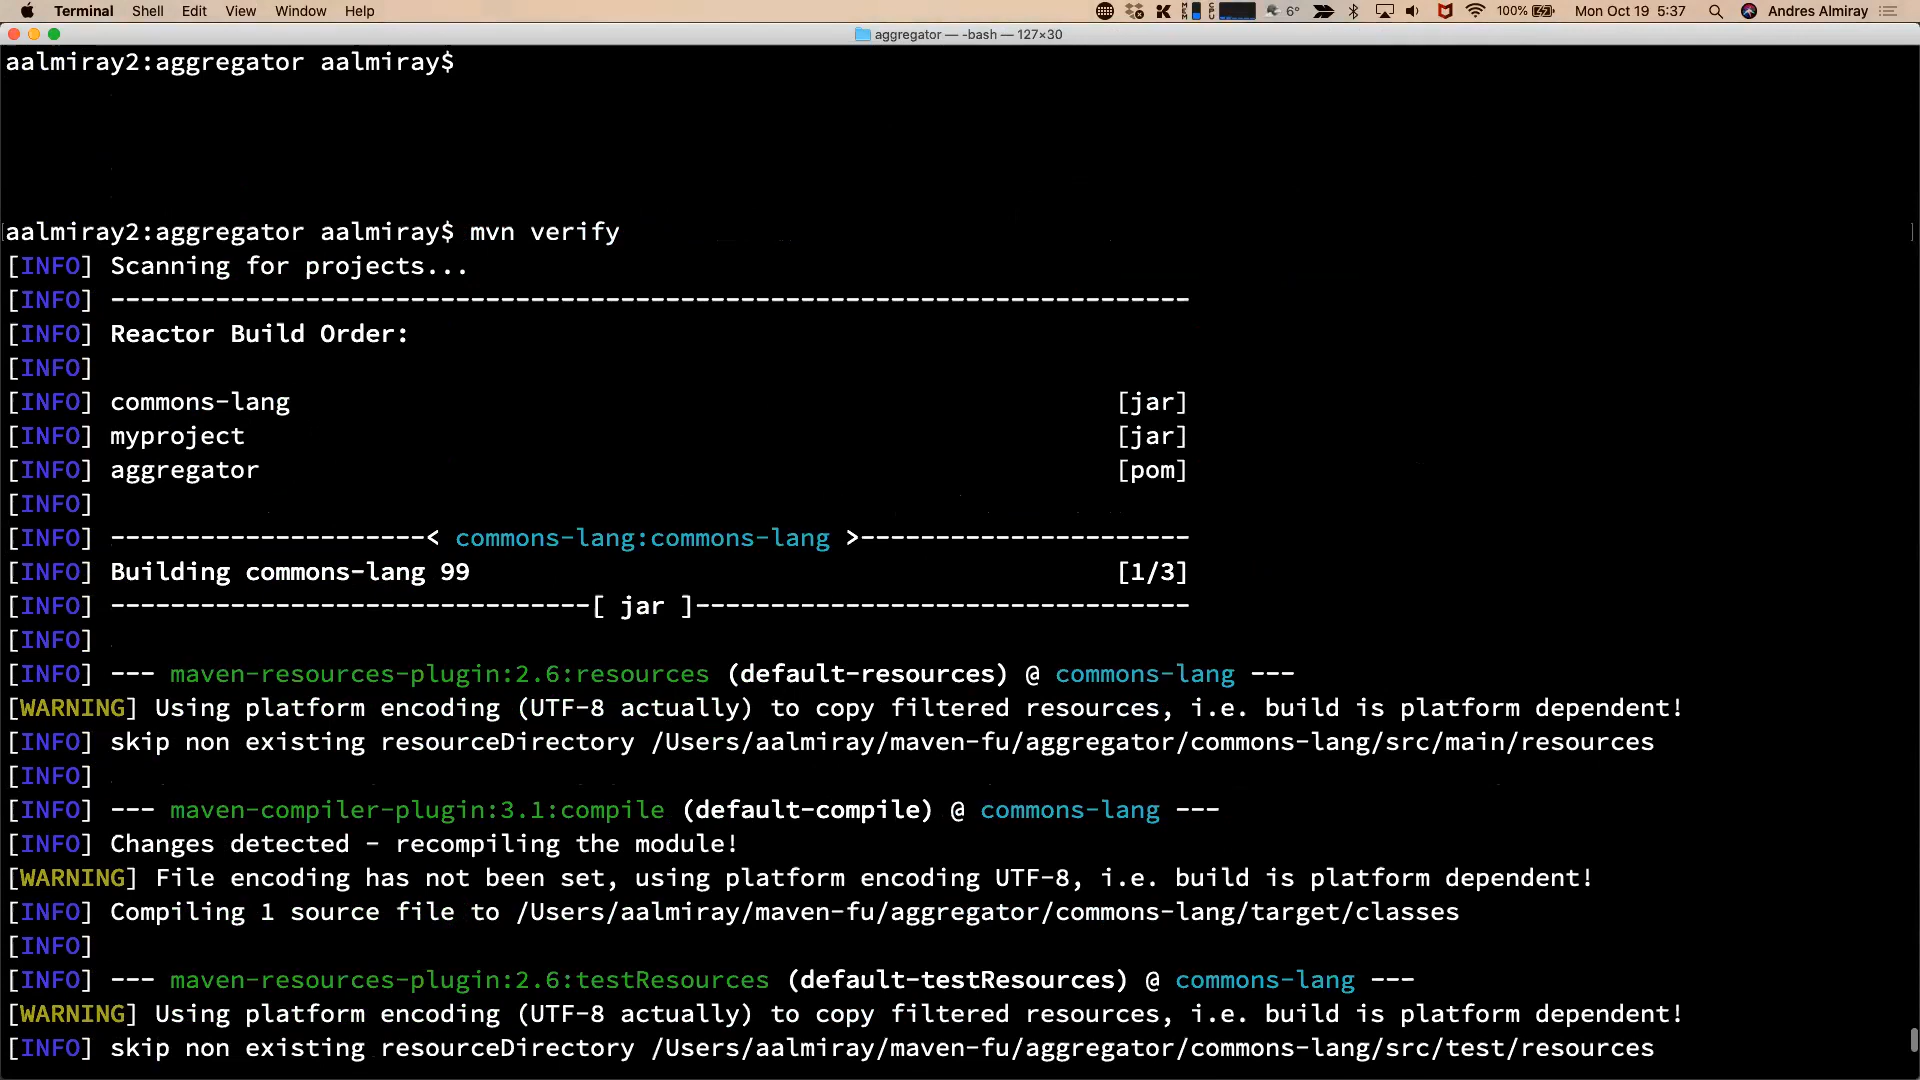 Terminal Shell Edit View Window Help 6° 100% Mon Oct 19 5:37 Andres Almiray
aggregator — -bash — 127×30
aalmiray2:aggregator aalmiray$
aalmiray2:aggregator aalmiray$ mvn verify
[INFO] Scanning for projects...
[INFO] ------------------------------------------------------------------------
[INFO] Reactor Build Order:
[INFO]
[INFO] commons-lang [jar]
[INFO] myproject [jar]
[INFO] aggregator [pom]
[INFO]
[INFO] ---------------------< commons-lang:commons-lang >----------------------
[INFO] Building commons-lang 99 [1/3]
[INFO] --------------------------------[ jar ]---------------------------------
[INFO]
[INFO] --- maven-resources-plugin:2.6:resources (default-resources) @ commons-lang ---
[WARNING] Using platform encoding (UTF-8 actually) to copy filtered resources, i.e. build is platform dependent!
[INFO] skip non existing resourceDirectory /Users/aalmiray/maven-fu/aggregator/commons-lang/src/main/resources
[INFO]
[INFO] --- maven-compiler-plugin:3.1:compile (default-compile) @ commons-lang ---
[INFO] Changes detected - recompiling the module!
[WARNING] File encoding has not been set, using platform encoding UTF-8, i.e. build is platform dependent!
[INFO] Compiling 1 source file to /Users/aalmiray/maven-fu/aggregator/commons-lang/target/classes
[INFO]
[INFO] --- maven-resources-plugin:2.6:testResources (default-testResources) @ commons-lang ---
[WARNING] Using platform encoding (UTF-8 actually) to copy filtered resources, i.e. build is platform dependent!
[INFO] skip non existing resourceDirectory /Users/aalmiray/maven-fu/aggregator/commons-lang/src/test/resources